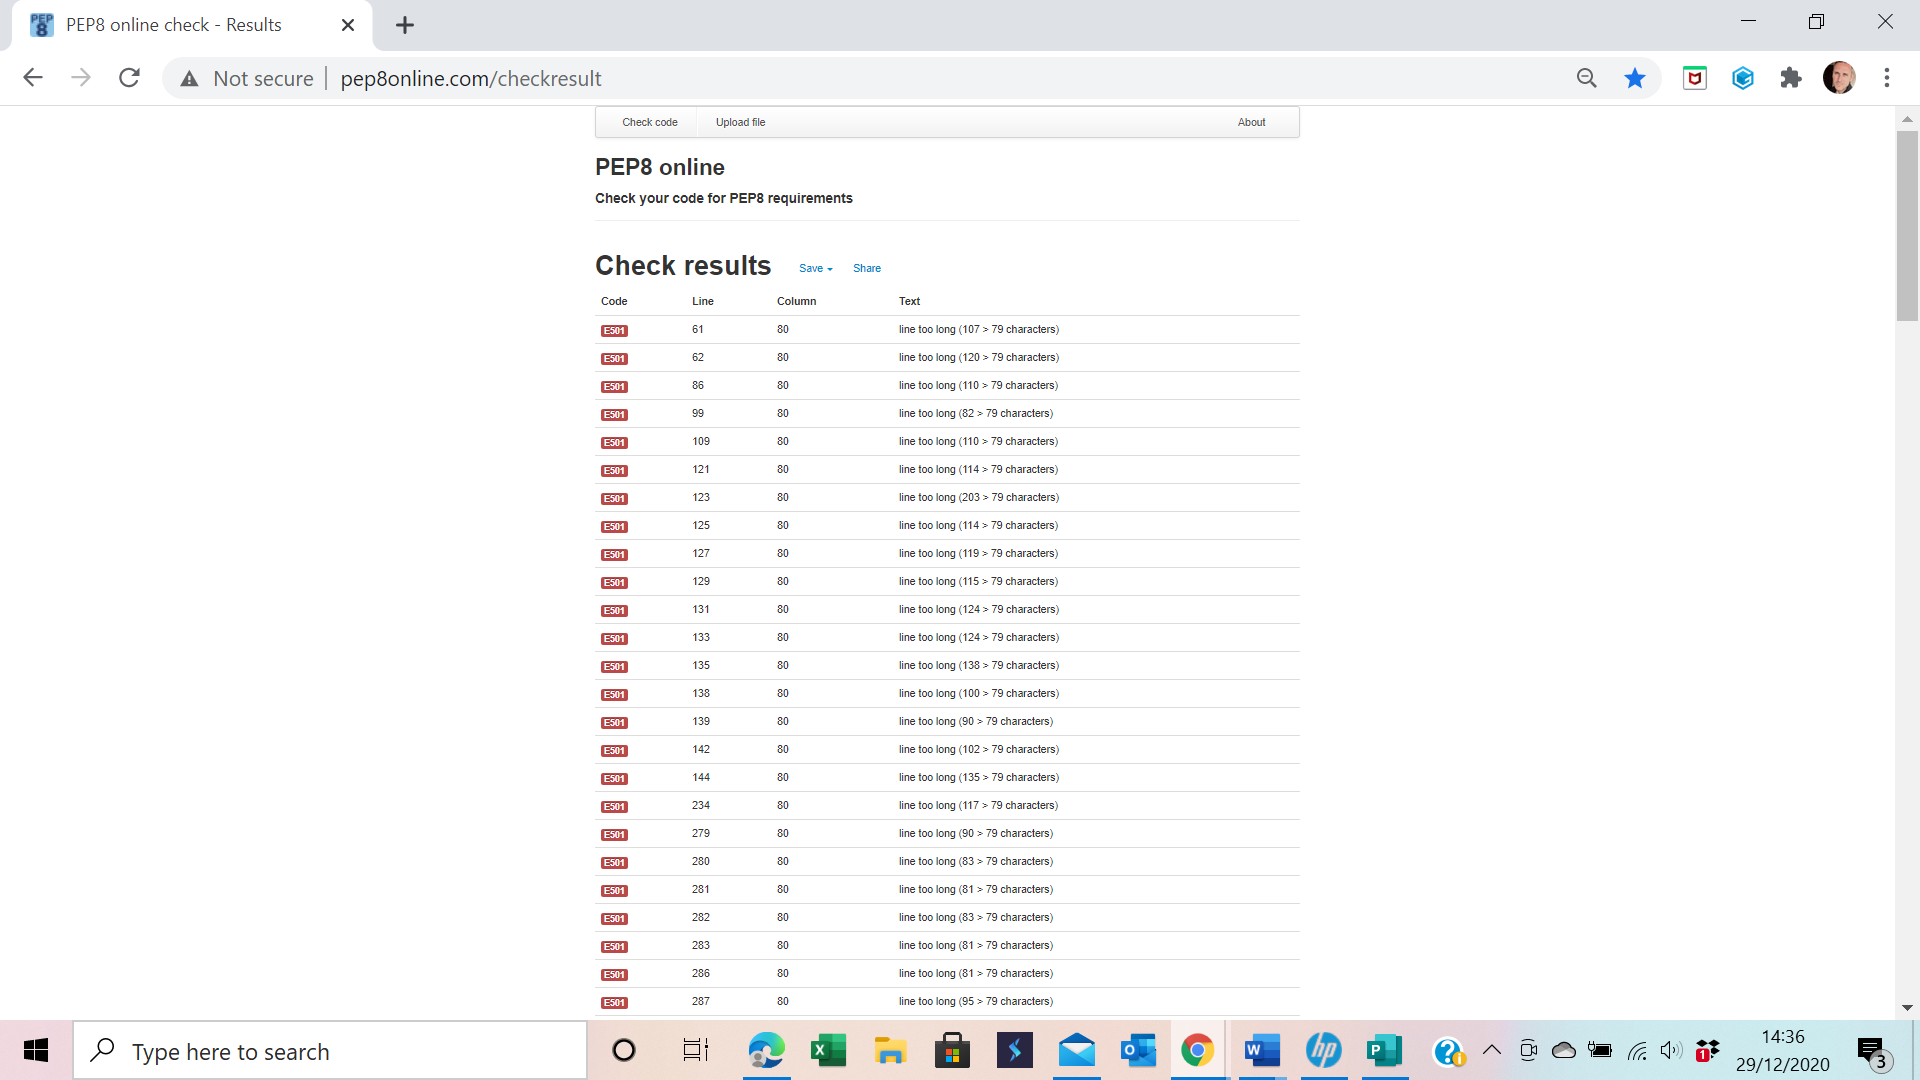 PEP8 online check - Results
Not secure pep8online.com/checkresult
Check code Upload file About
PEP8 online
Check your code for PEP8 requirements
Check results Save Share
Code Line Column Text
E501 61 80 line too long (107 > 79 characters)
E501 62 80 line too long (120 > 79 characters)
E501 86 80 line too long (110 > 79 characters)
E501 99 80 line too long (82 > 79 characters)
E501 109 80 line too long (110 > 79 characters)
E501 121 80 line too long (114 > 79 characters)
E501 123 80 line too long (203 > 79 characters)
E501 125 80 line too long (114 > 79 characters)
E501 127 80 line too long (119 > 79 characters)
E501 129 80 line too long (115 > 79 characters)
E501 131 80 line too long (124 > 79 characters)
E501 133 80 line too long (124 > 79 characters)
E501 135 80 line too long (138 > 79 characters)
E501 138 80 line too long (100 > 79 characters)
E501 139 80 line too long (90 > 79 characters)
E501 142 80 line too long (102 > 79 characters)
E501 144 80 line too long (135 > 79 characters)
E501 234 80 line too long (117 > 79 characters)
E501 279 80 line too long (90 > 79 characters)
E501 280 80 line too long (83 > 79 characters)
E501 281 80 line too long (81 > 79 characters)
E501 282 80 line too long (83 > 79 characters)
E501 283 80 line too long (81 > 79 characters)
E501 286 80 line too long (81 > 79 characters)
E501 287 80 line too long (95 > 79 characters)
Type here to search
14:36
29/12/2020
3